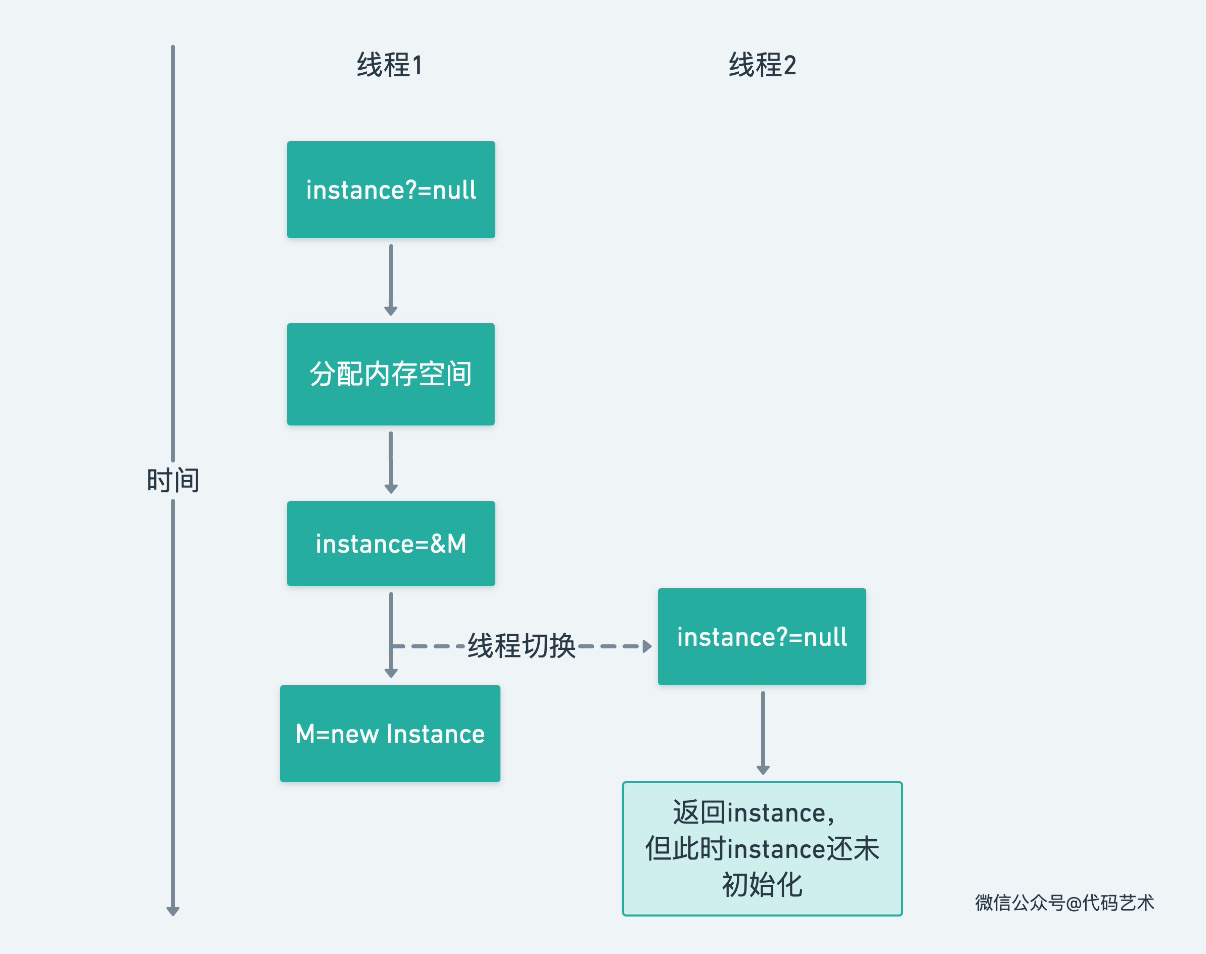 线程1
线程2
instance?=null
分配内存空间
时间
instance=&M
线程切换
instance?=null
M=new Instance
返回instance，
但此时instance还未
初始化
微信公众号@代码艺术